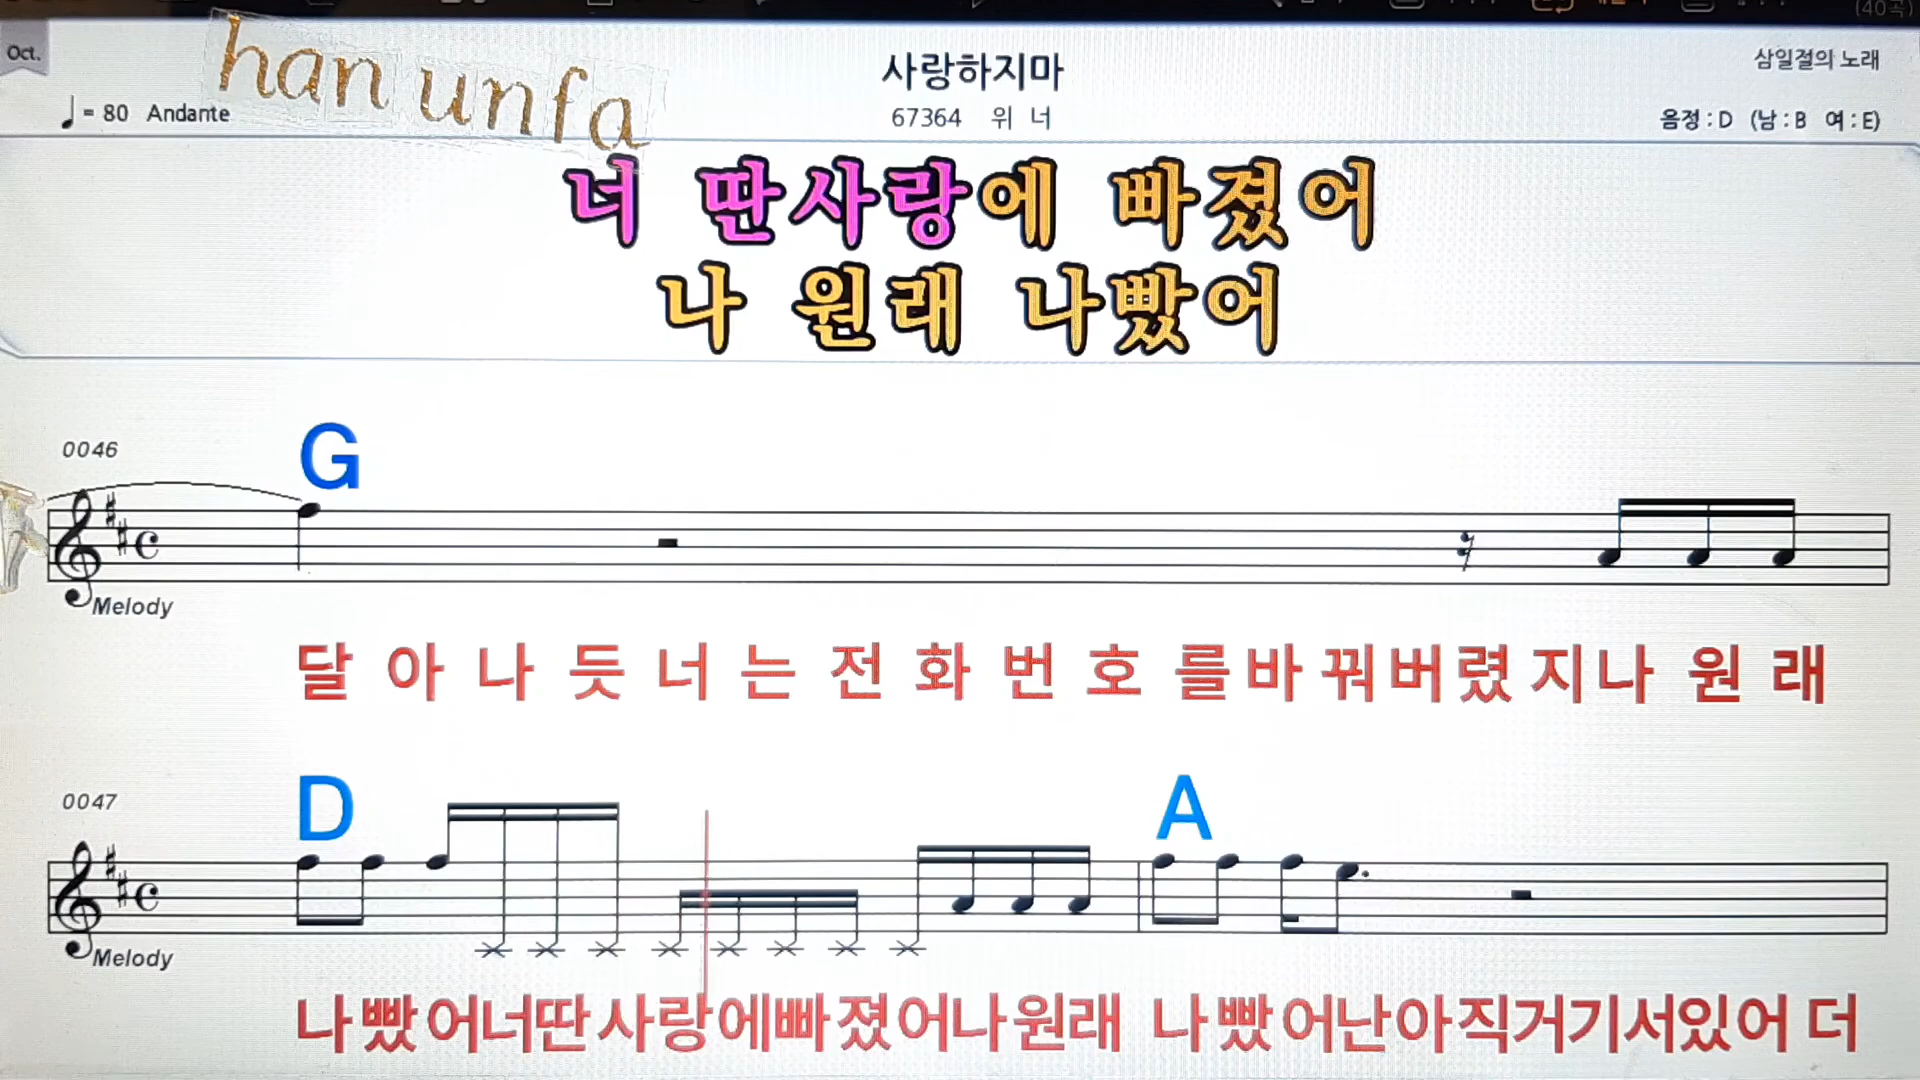 Oct.
han unfa
사랑하지마
삼일절의 노래
= 80 Andante
67364 위 너
음정 : D (남 : B 여 : E)
너 딴사랑에 빠졌어
나 원래 나빴어
0046
G
Melody
달 아 나 듯 너 는 전 화 번 호 를 바 꿔 버 렸 지 나 원 래
0047
D A
Melody
나 빴 어 너 딴 사 랑 에 빠 졌 어 나 원 래 나 빴 어 난 아 직 거 기 서 있 어 더